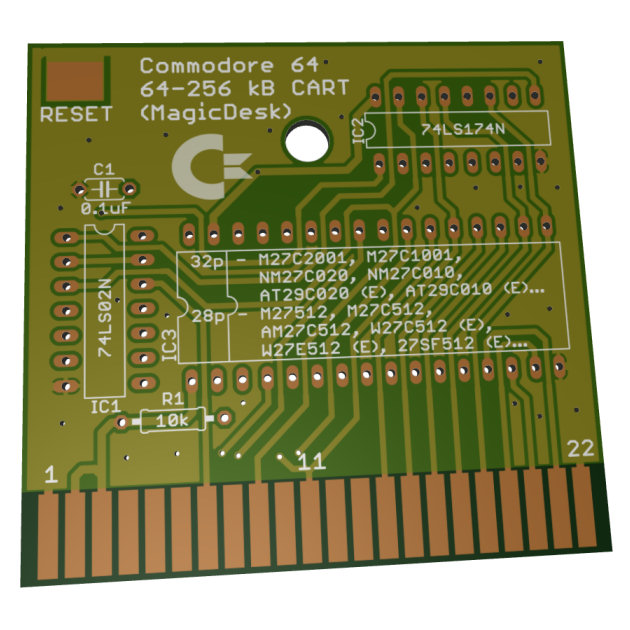 Commodore 64
64-256 kB CART
(MagicDesk)
RESET
IC2
74LS174N
C1
0.1uF
74LS02N
IC1
IC3
32p - M27C2001, M27C1001,
NM27C020, NM27C010,
AT29C020 (E), AT29C010 (E)...
28p - M27512, M27C512,
AM27C512, W27C512 (E),
W27E512 (E), 27SF512 (E)...
R1
10k
1
11
22